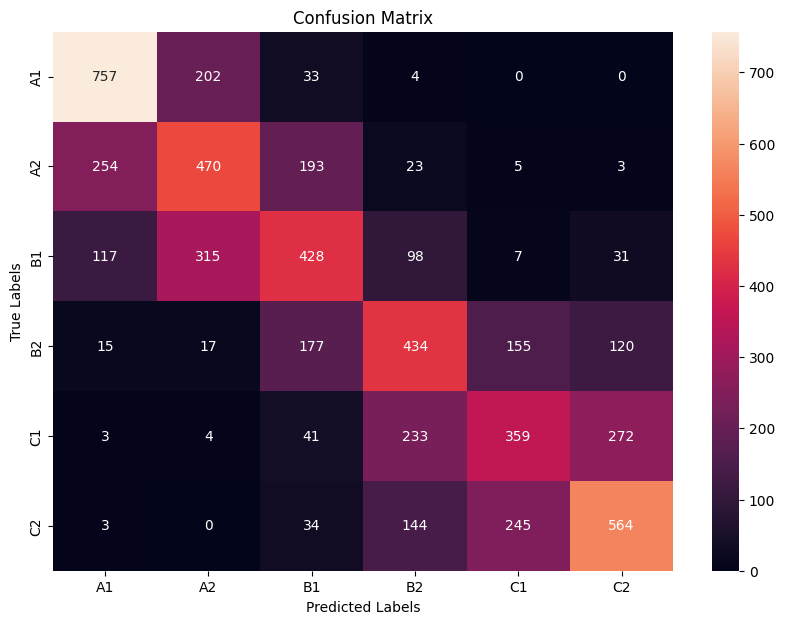 Confusion Matrix
True Labels
A1 757 202 33 4 0 0
A2 254 470 193 23 5 3
B1 117 315 428 98 7 31
B2 15 17 177 434 155 120
C1 3 4 41 233 359 272
C2 3 0 34 144 245 564
A1 A2 B1 B2 C1 C2
Predicted Labels
700
600
500
400
300
200
100
0